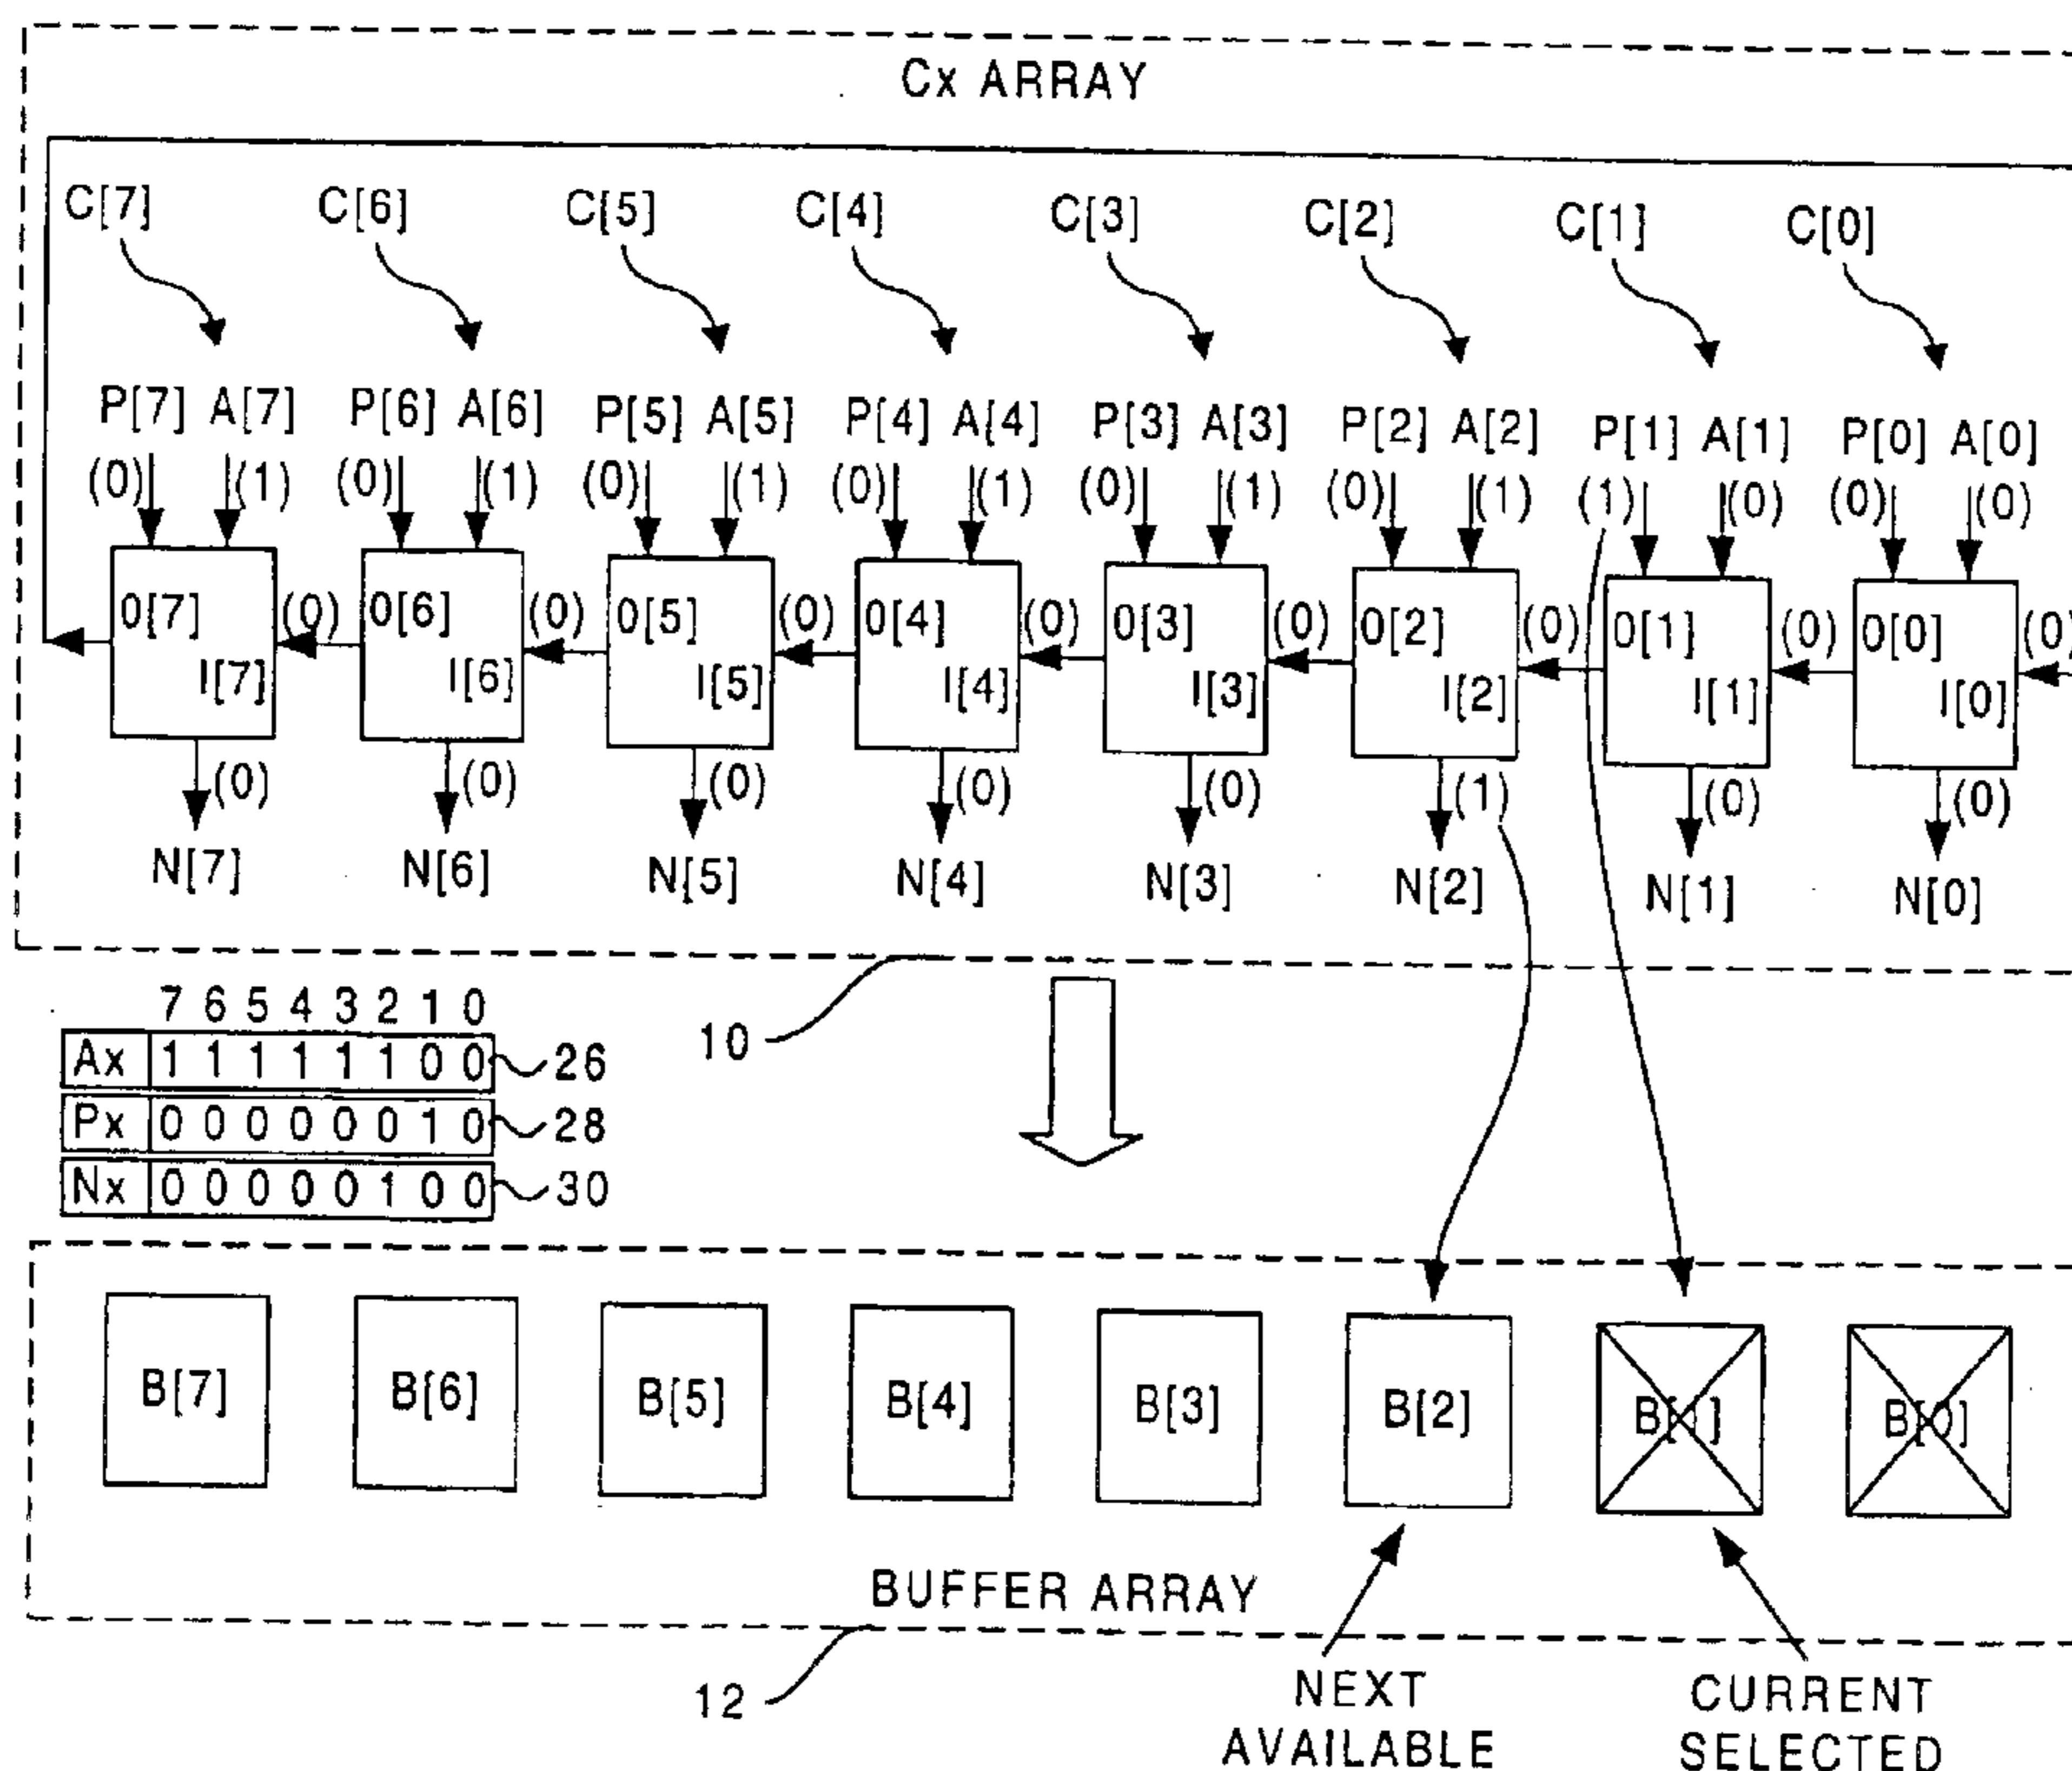 Cx ARRAY
C[7] C[6] C[5] C[4] C[3] C[2] C[1] C[0]
P[7] A[7] P[6] A[6] P[5] A[5] P[4] A[4] P[3] A[3] P[2] A[2] P[1] A[1] P[0] A[0]
(0) (1) (0) (1) (0) (1) (0) (1) (0) (1) (0) (1) (1) (0) (0) (0)
0[7] (0) 0[6] (0) 0[5] (0) 0[4] (0) 0[3] (0) 0[2] (0) 0[1] (0) 0[0] (0)
I[7] I[6] I[5] I[4] I[3] I[2] I[1] I[0]
(0) (0) (0) (0) (0) (1) (0) (0)
N[7] N[6] N[5] N[4] N[3] N[2] N[1] N[0]
10
7 6 5 4 3 2 1 0
Ax 1 1 1 1 1 1 0 0 26
Px 0 0 0 0 0 0 1 0 28
Nx 0 0 0 0 0 1 0 0 30
B[7] B[6] B[5] B[4] B[3] B[2] B[1] B[0]
BUFFER ARRAY
12
NEXT
AVAILABLE
CURRENT
SELECTED